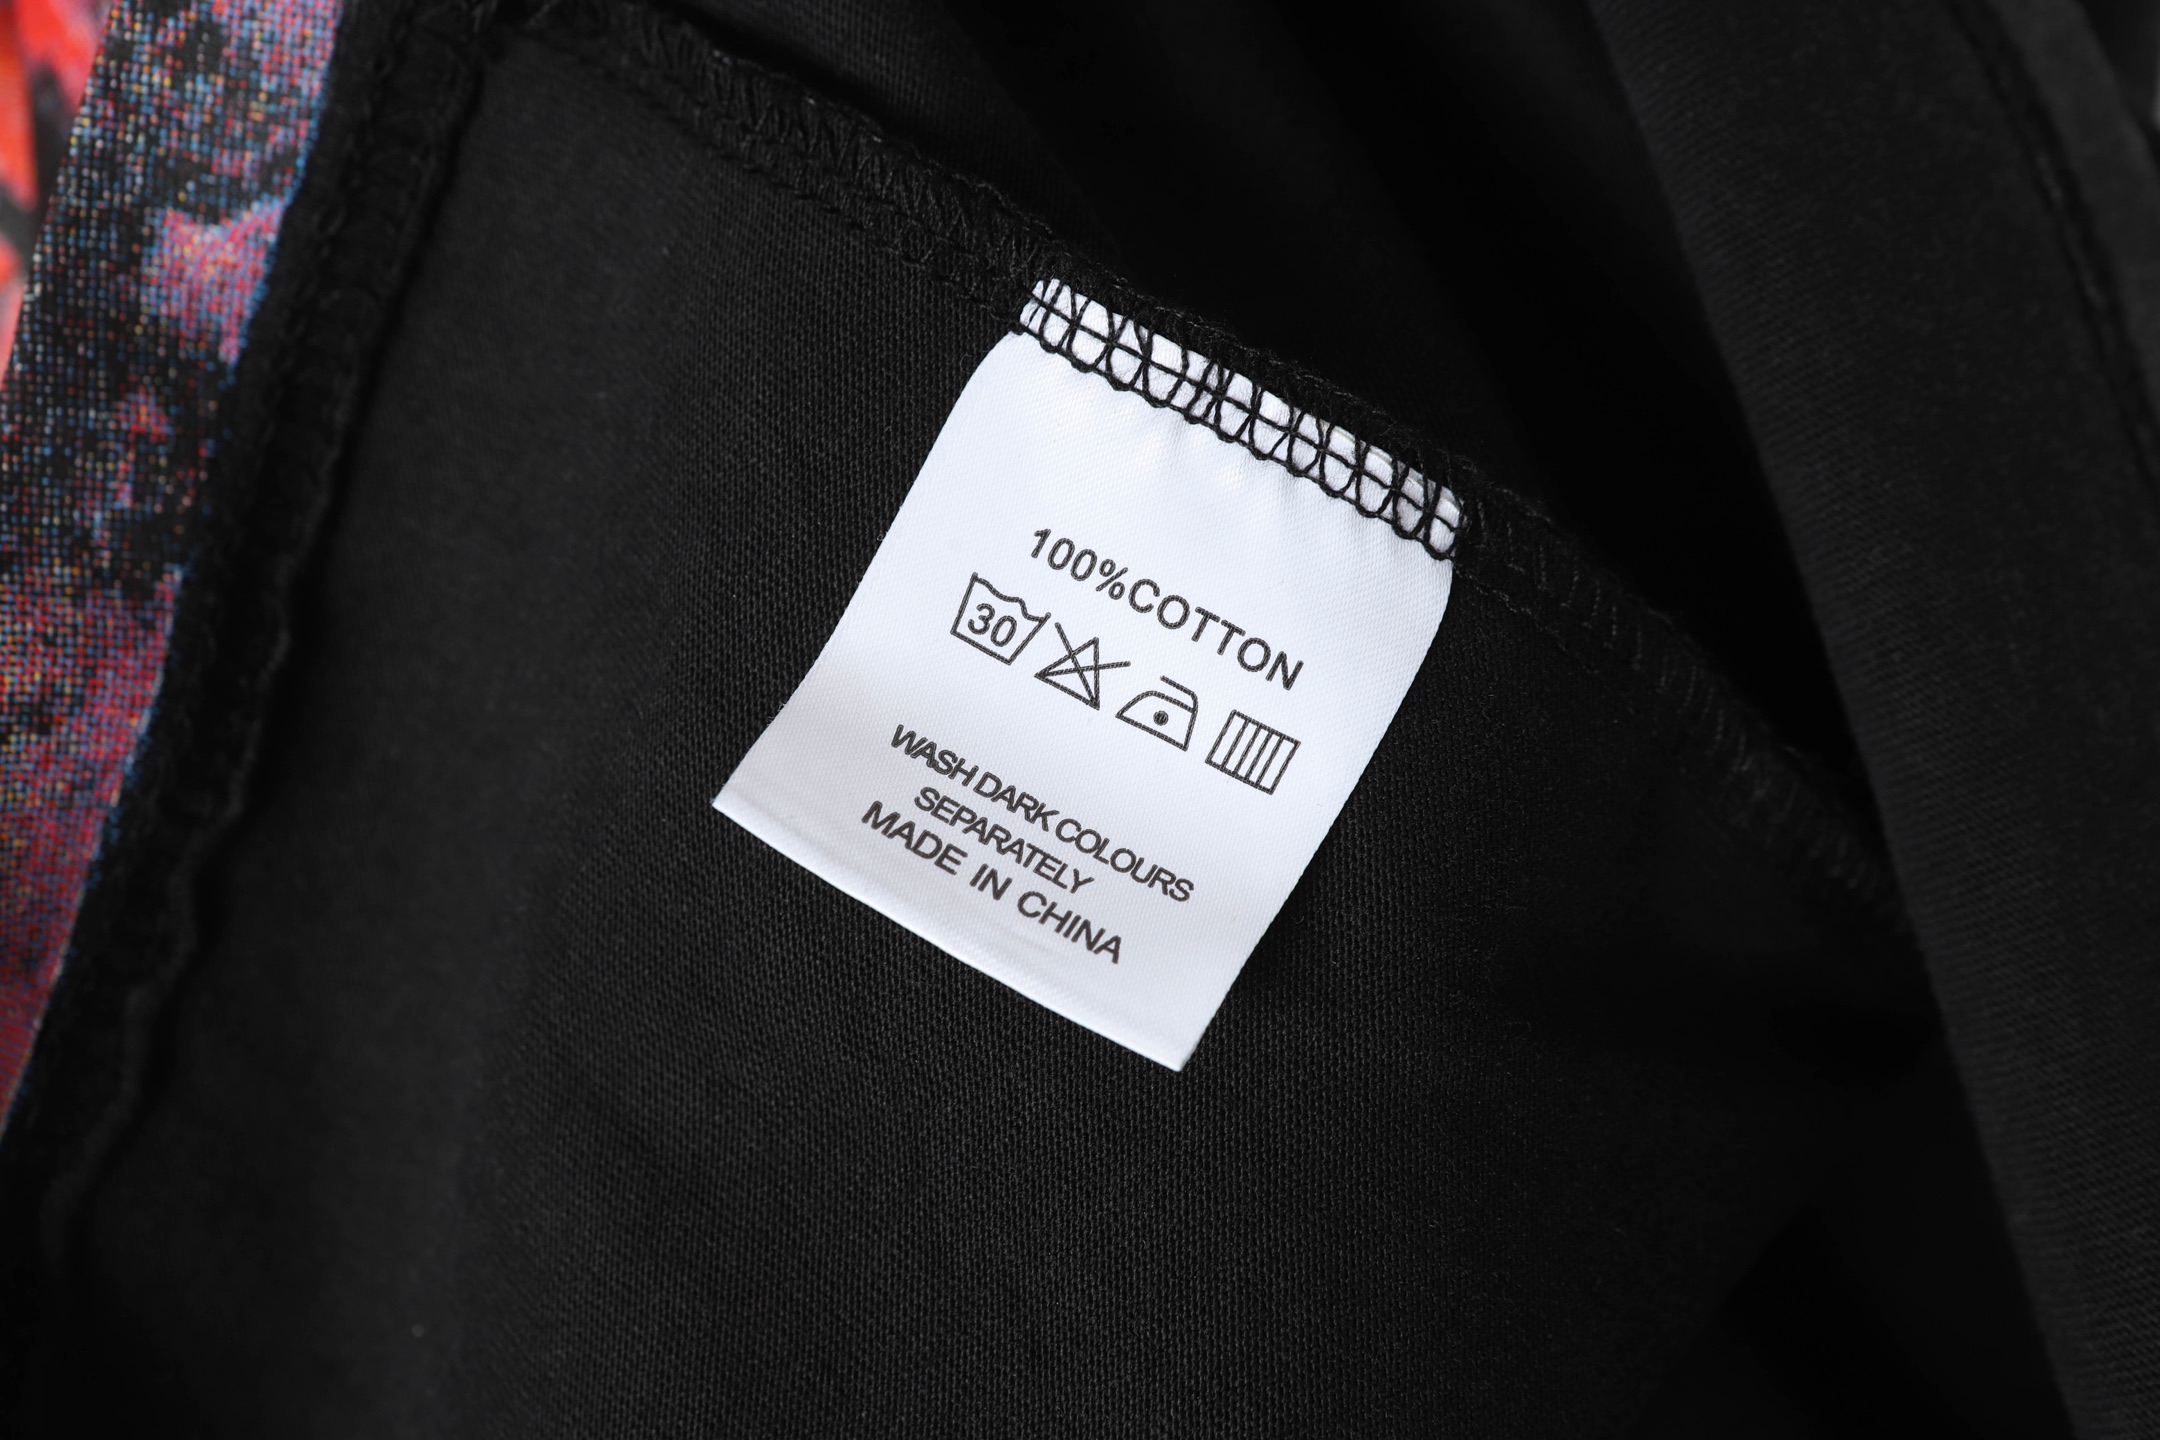 100%COTTON
30
WASH DARK COLOURS
SEPARATELY
MADE IN CHINA